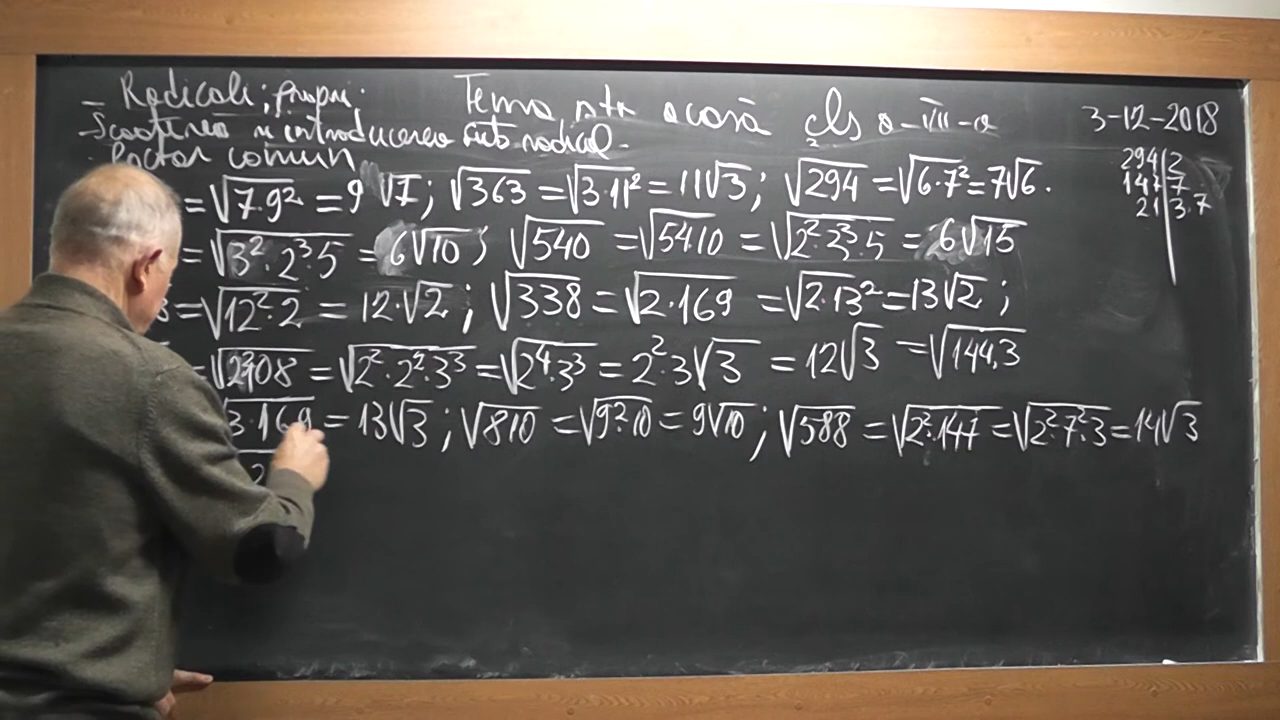 - Radicali; propr; Tema ptr acasă cls a-VII-a 3-12-2018
- Scoaterea și introducerea sub radical.
. Factor comun
294|2
147|7
21|3.7
=√7.9² = 9√7; √363 = √3.11² = 11√3; √294 = √6.7² = 7√6.
=√3².2³.5 = 6√10; √540 = √5410 = √2².3³.5 = 6√15
=√12².2 = 12.√2; √338 = √2.169 = √2.13² = 13√2;
=√ = √2².2².3³ = √2⁴.3³ = 2².3√3 = 12√3 = √144.3
√3.169 = 13√3; √810 = √9².10 = 9√10; √588 = √2².147 = √2².7².3 = 14√3
√2